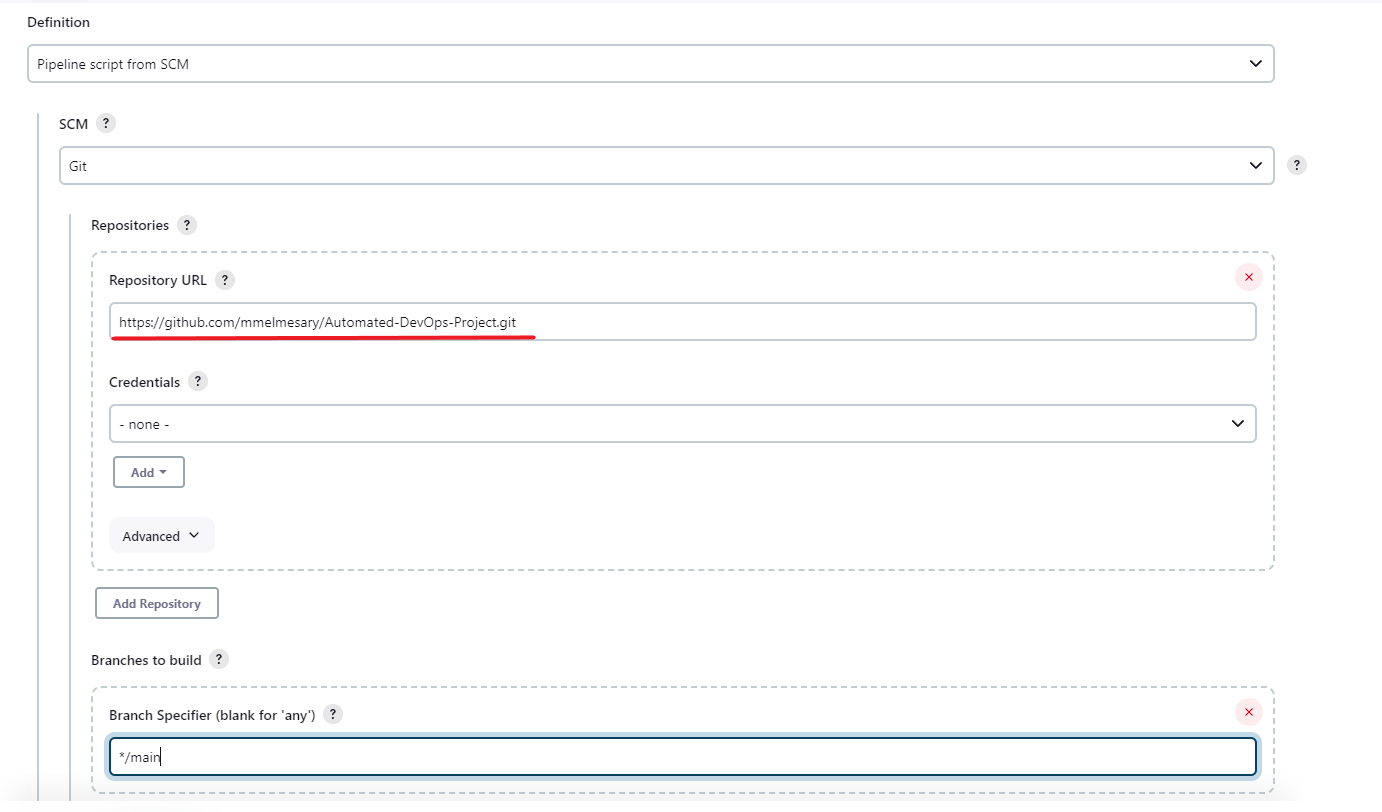 Definition
Pipeline script from SCM
SCM ?
Git
?
Repositories ?
Repository URL ?
https://github.com/mmelmesary/Automated-DevOps-Project.git
Credentials ?
- none -
Add
Advanced
Add Repository
Branches to build ?
Branch Specifier (blank for 'any') ?
*/main